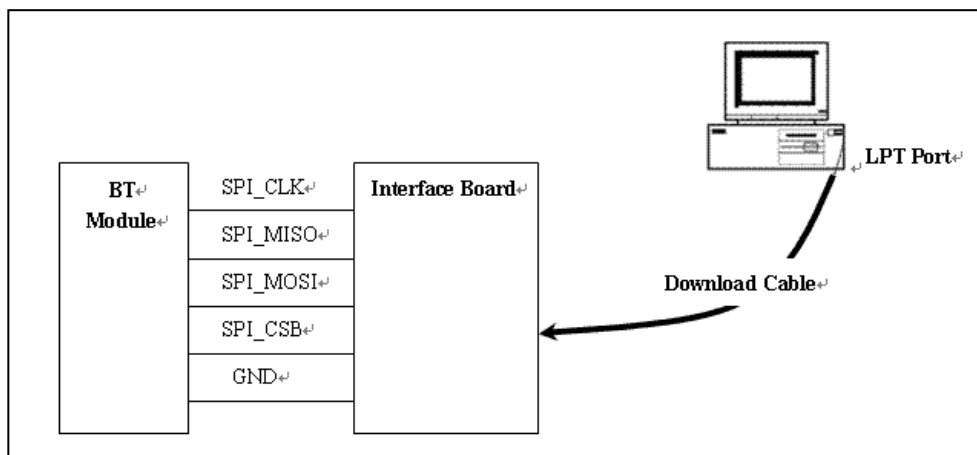 BT↵
Module↵
SPI_CLK↵
SPI_MISO↵
SPI_MOSI↵
SPI_CSB↵
GND↵
Interface Board↵
↵ LPT Port↵
Download Cable↵